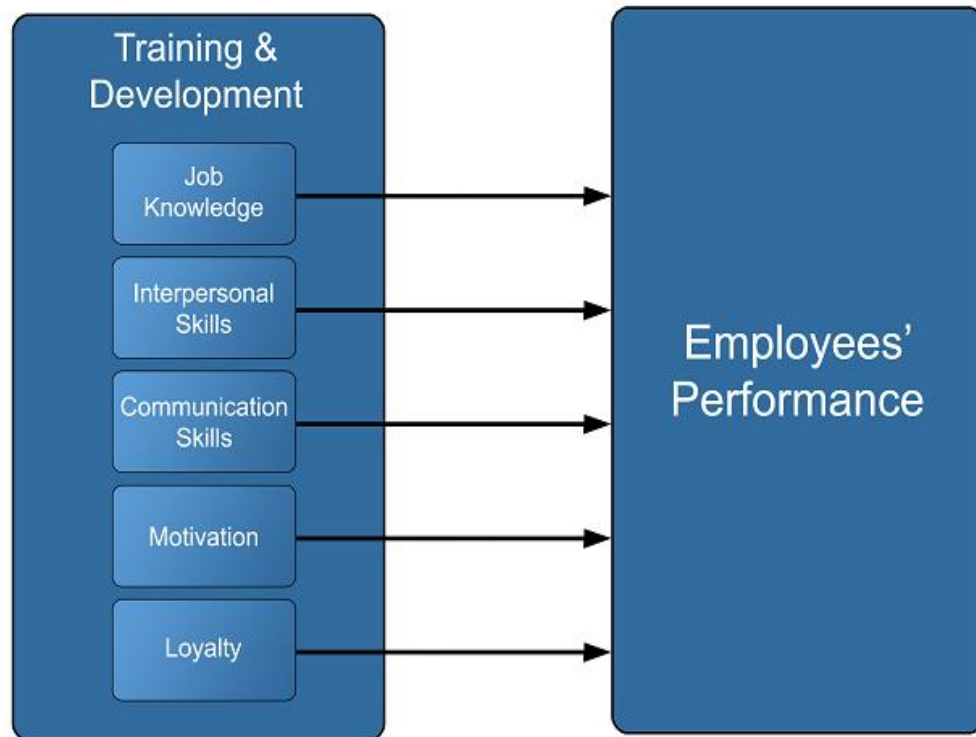 Training &
Development
Job
Knowledge
Interpersonal
Skills
Communication
Skills
Motivation
Loyalty
Employees’
Performance